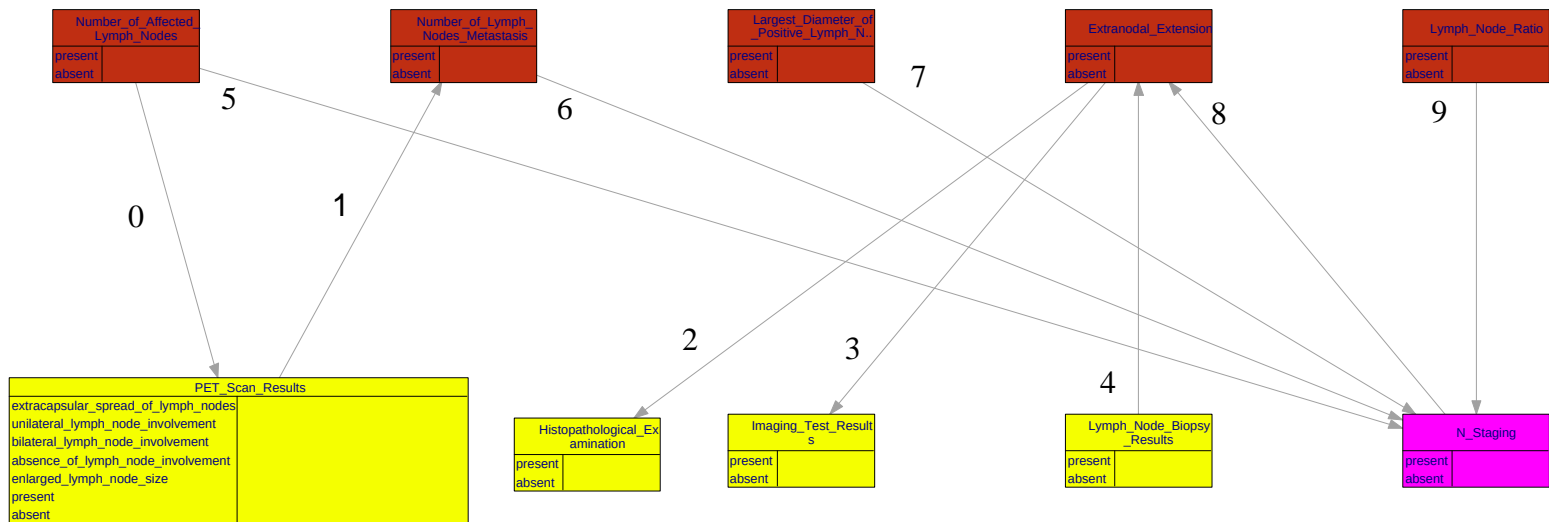 Number_of_Affected_
Lymph_Nodes
present
absent
Number_of_Lymph_
Nodes_Metastasis
present
absent
Largest_Diameter_of
_Positive_Lymph_N..
present
absent
Extranodal_Extension
present
absent
Lymph_Node_Ratio
present
absent
5
6
7
8
9
0
1
2
3
4
PET_Scan_Results
extracapsular_spread_of_lymph_nodes
unilateral_lymph_node_involvement
bilateral_lymph_node_involvement
absence_of_lymph_node_involvement
enlarged_lymph_node_size
present
absent
Histopathological_Ex
amination
present
absent
Imaging_Test_Result
s
present
absent
Lymph_Node_Biopsy
_Results
present
absent
N_Staging
present
absent